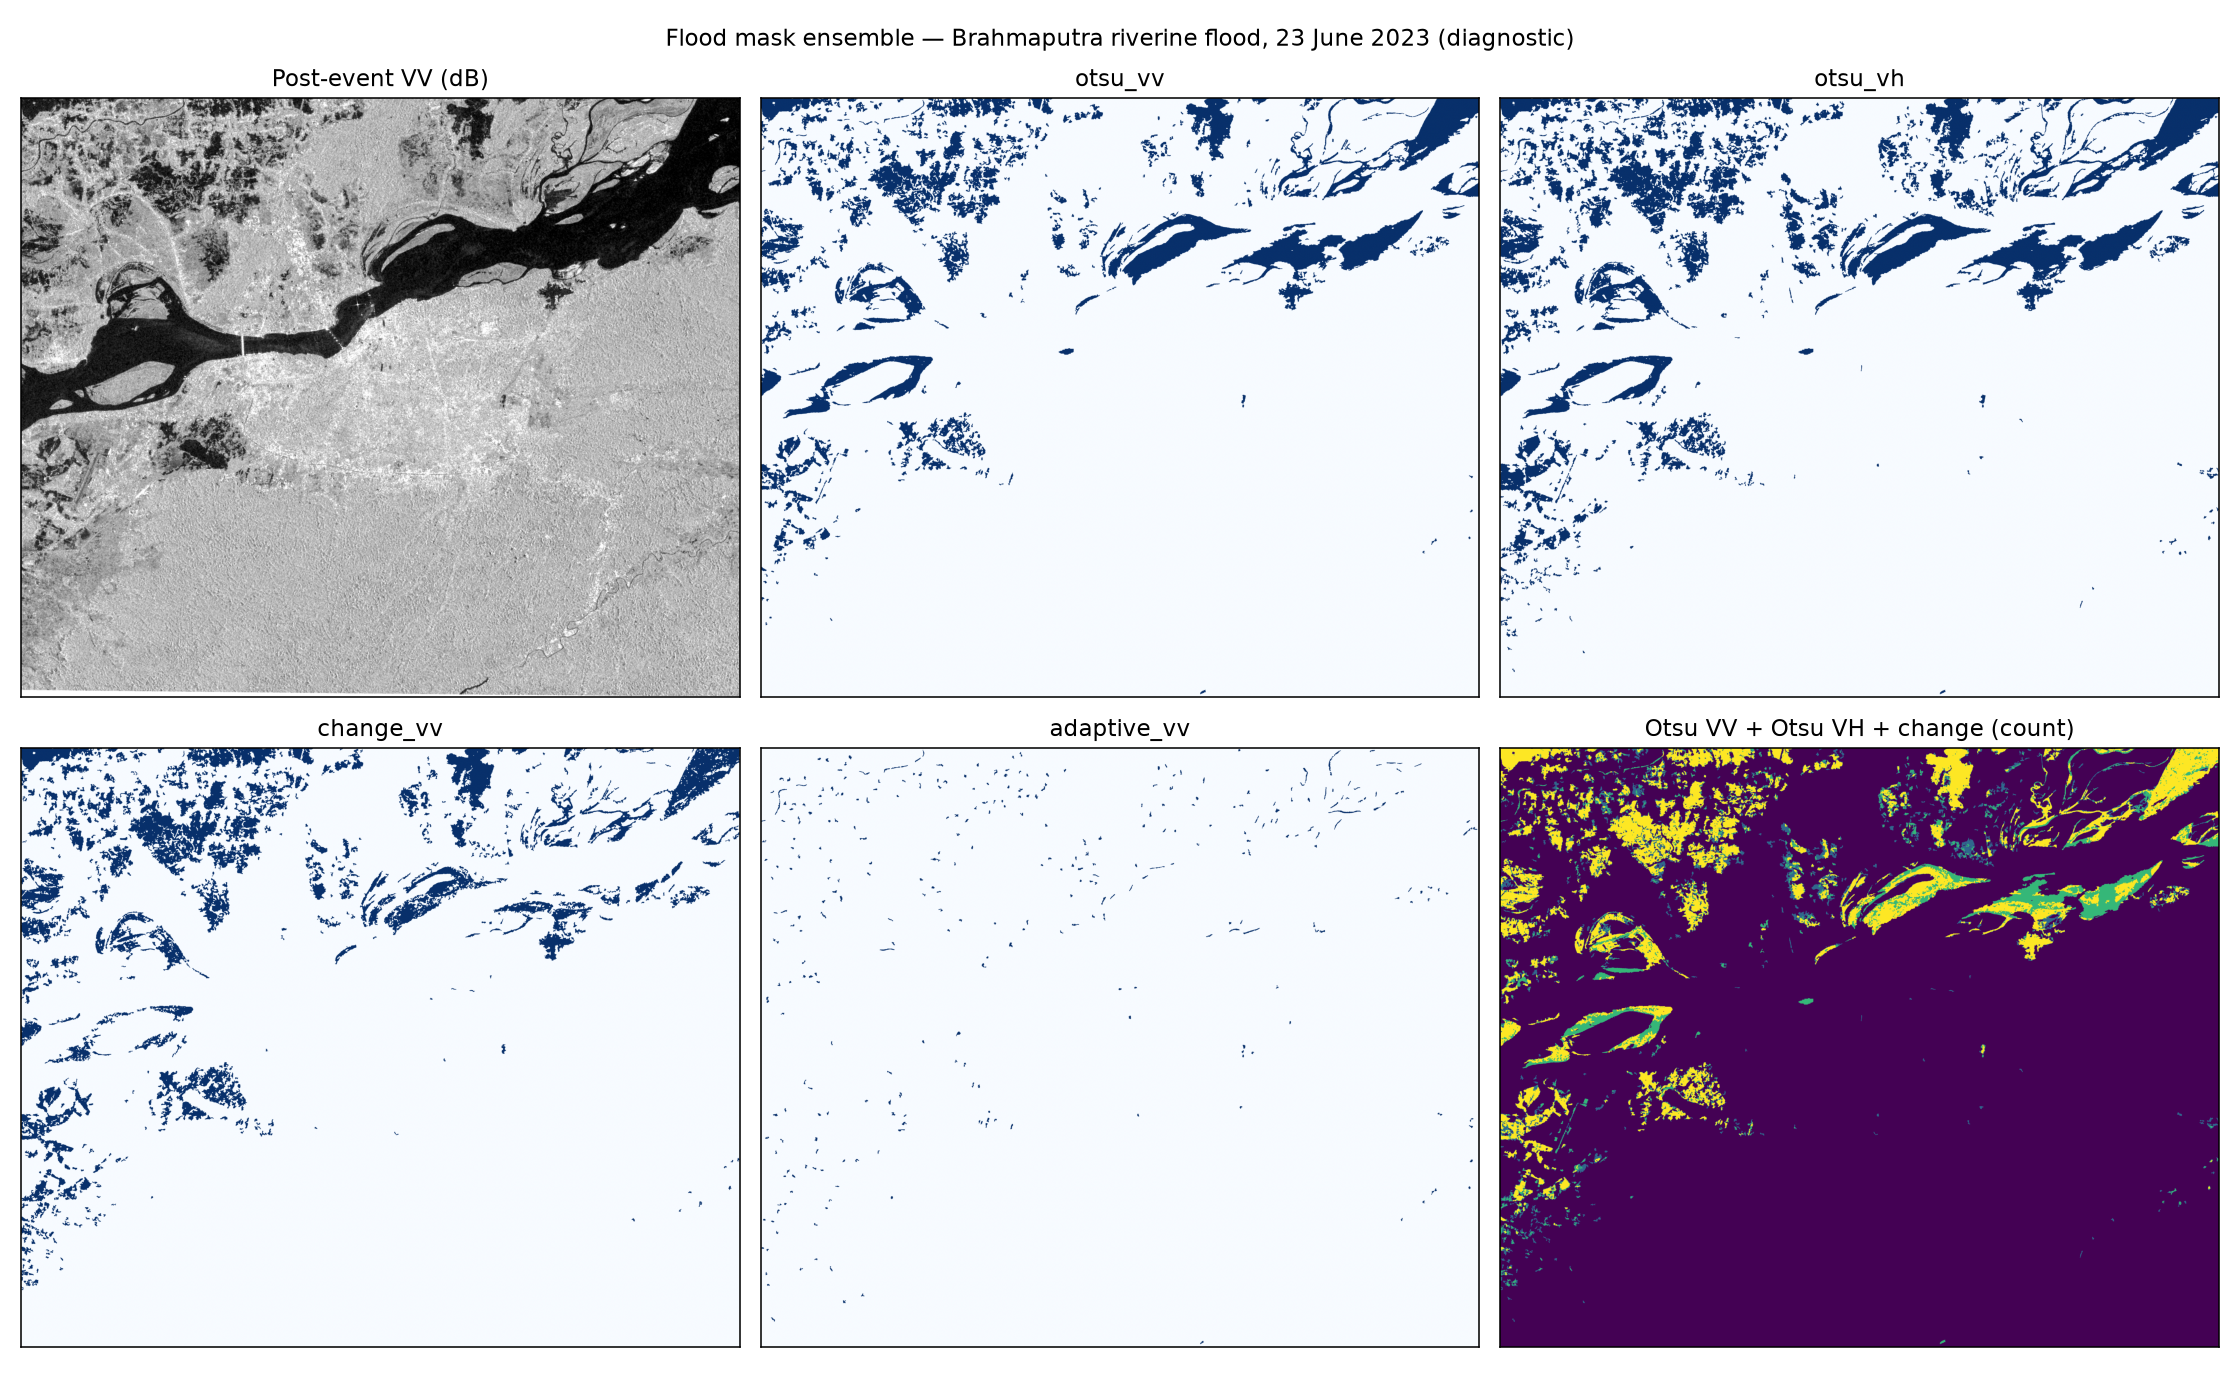 Flood mask ensemble — Brahmaputra riverine flood, 23 June 2023 (diagnostic)
Post-event VV (dB)
otsu_vv
otsu_vh
change_vv
adaptive_vv
Otsu VV + Otsu VH + change (count)